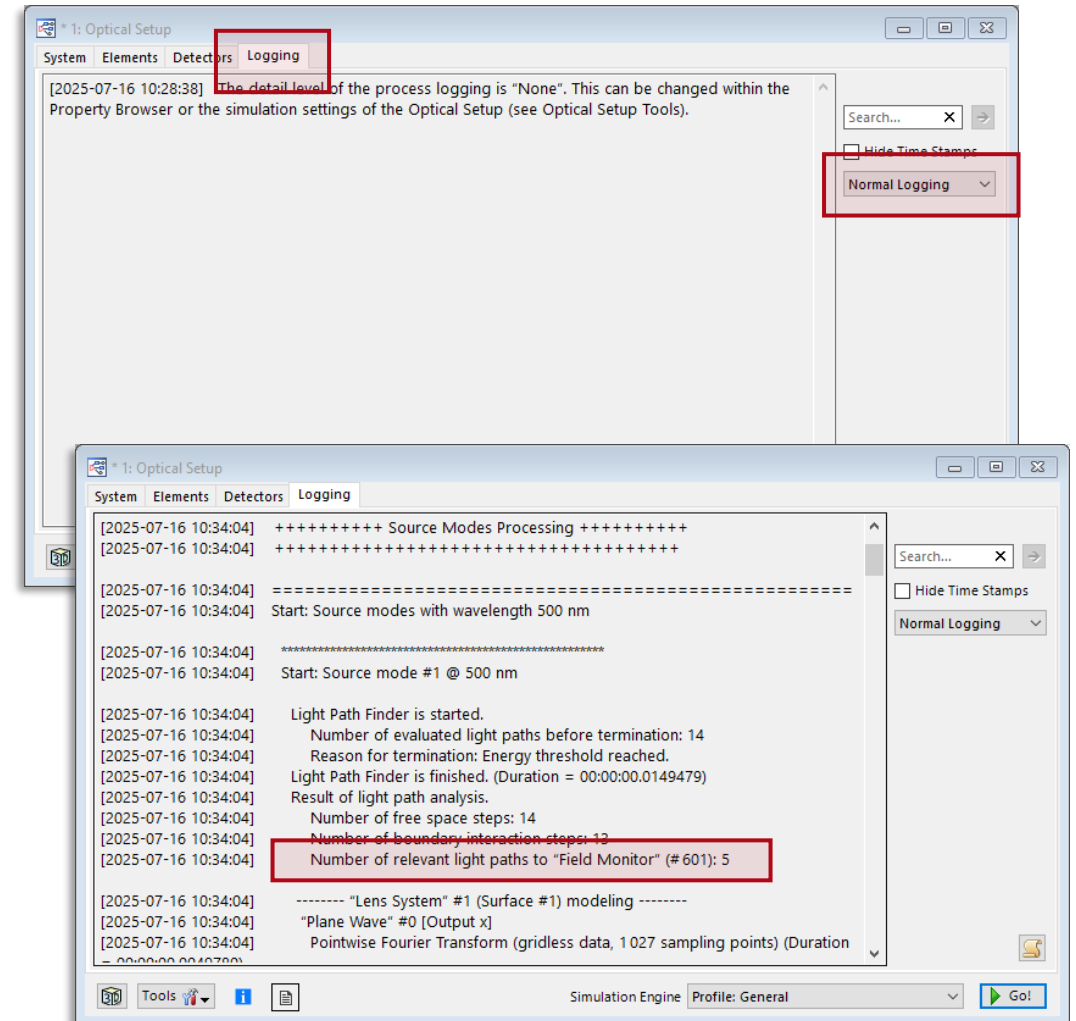 * 1: Optical Setup
System Elements Detectors Logging
[2025-07-16 10:28:38] The detail level of the process logging is “None”. This can be changed within the
Property Browser or the simulation settings of the Optical Setup (see Optical Setup Tools).
Search...
Hide Time Stamps
Normal Logging
3D
* 1: Optical Setup
System Elements Detectors Logging
[2025-07-16 10:34:04] ++++++++++ Source Modes Processing ++++++++++
[2025-07-16 10:34:04] +++++++++++++++++++++++++++++++++++++
[2025-07-16 10:34:04] =====================================================
[2025-07-16 10:34:04] Start: Source modes with wavelength 500 nm
[2025-07-16 10:34:04] *****************************************************
[2025-07-16 10:34:04] Start: Source mode #1 @ 500 nm
[2025-07-16 10:34:04] Light Path Finder is started.
[2025-07-16 10:34:04] Number of evaluated light paths before termination: 14
[2025-07-16 10:34:04] Reason for termination: Energy threshold reached.
[2025-07-16 10:34:04] Light Path Finder is finished. (Duration = 00:00:00.0149479)
[2025-07-16 10:34:04] Result of light path analysis.
[2025-07-16 10:34:04] Number of free space steps: 14
[2025-07-16 10:34:04] Number of boundary interaction steps: 13
[2025-07-16 10:34:04] Number of relevant light paths to “Field Monitor” (# 601): 5
[2025-07-16 10:34:04] -------- “Lens System” #1 (Surface #1) modeling --------
[2025-07-16 10:34:04] “Plane Wave” #0 [Output x]
[2025-07-16 10:34:04] Pointwise Fourier Transform (gridless data, 1 027 sampling points) (Duration
Search...
Hide Time Stamps
Normal Logging
3D Tools Simulation Engine Profile: General Go!